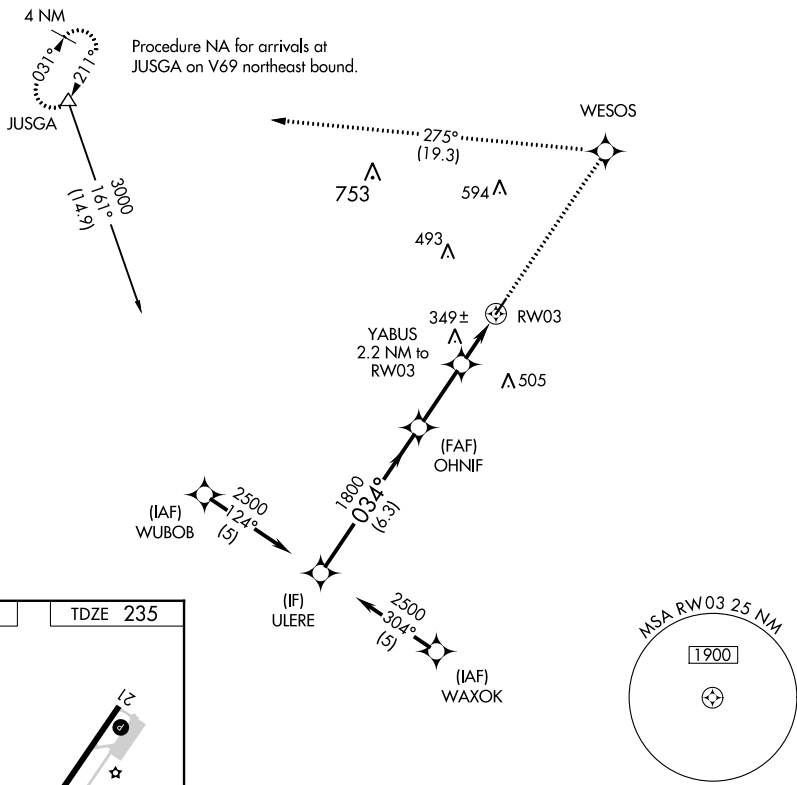 4 NM
Procedure NA for arrivals at
JUSGA on V69 northeast bound.
031°
211°
JUSGA
WESOS
275°
(19.3)
753
594
3000
161°
(14.9)
493
349±
RW03
YABUS
2.2 NM to
RW03
505
(FAF)
OHNIF
1800
034°
(6.3)
2500
124°
(5)
(IAF)
WUBOB
(IF)
ULERE
2500
304°
(5)
(IAF)
WAXOK
MSA RW03 25 NM
1900
TDZE 235
21
P